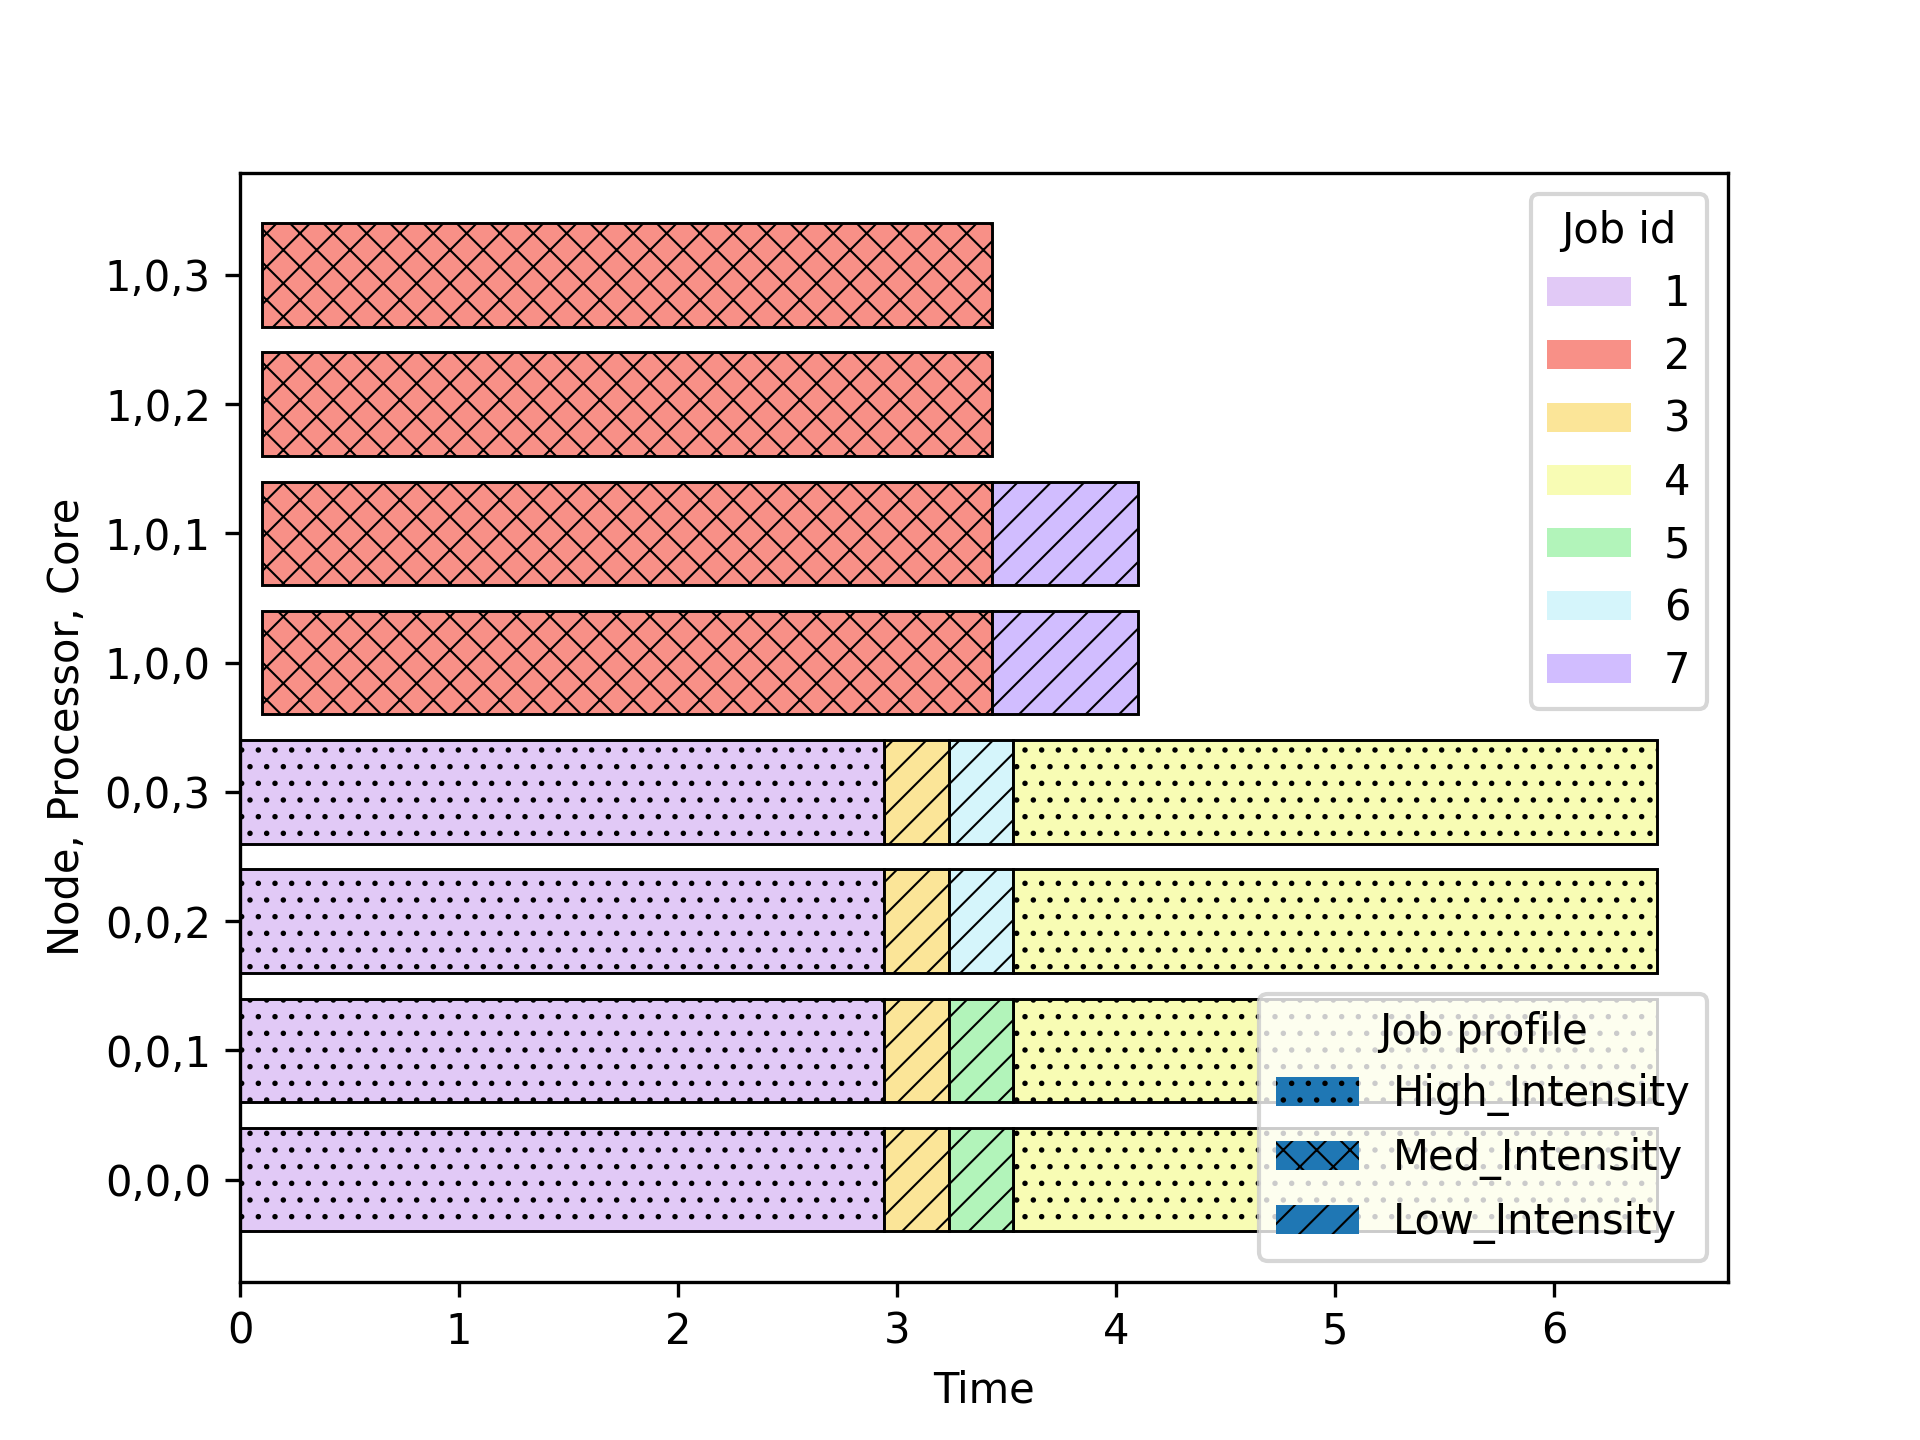 Job id
1
2
3
4
5
6
7
1,0,3
1,0,2
1,0,1
1,0,0
0,0,3
0,0,2
0,0,1
0,0,0
Node, Processor, Core
Job profile
High_Intensity
Med_Intensity
Low_Intensity
0 1 2 3 4 5 6
Time